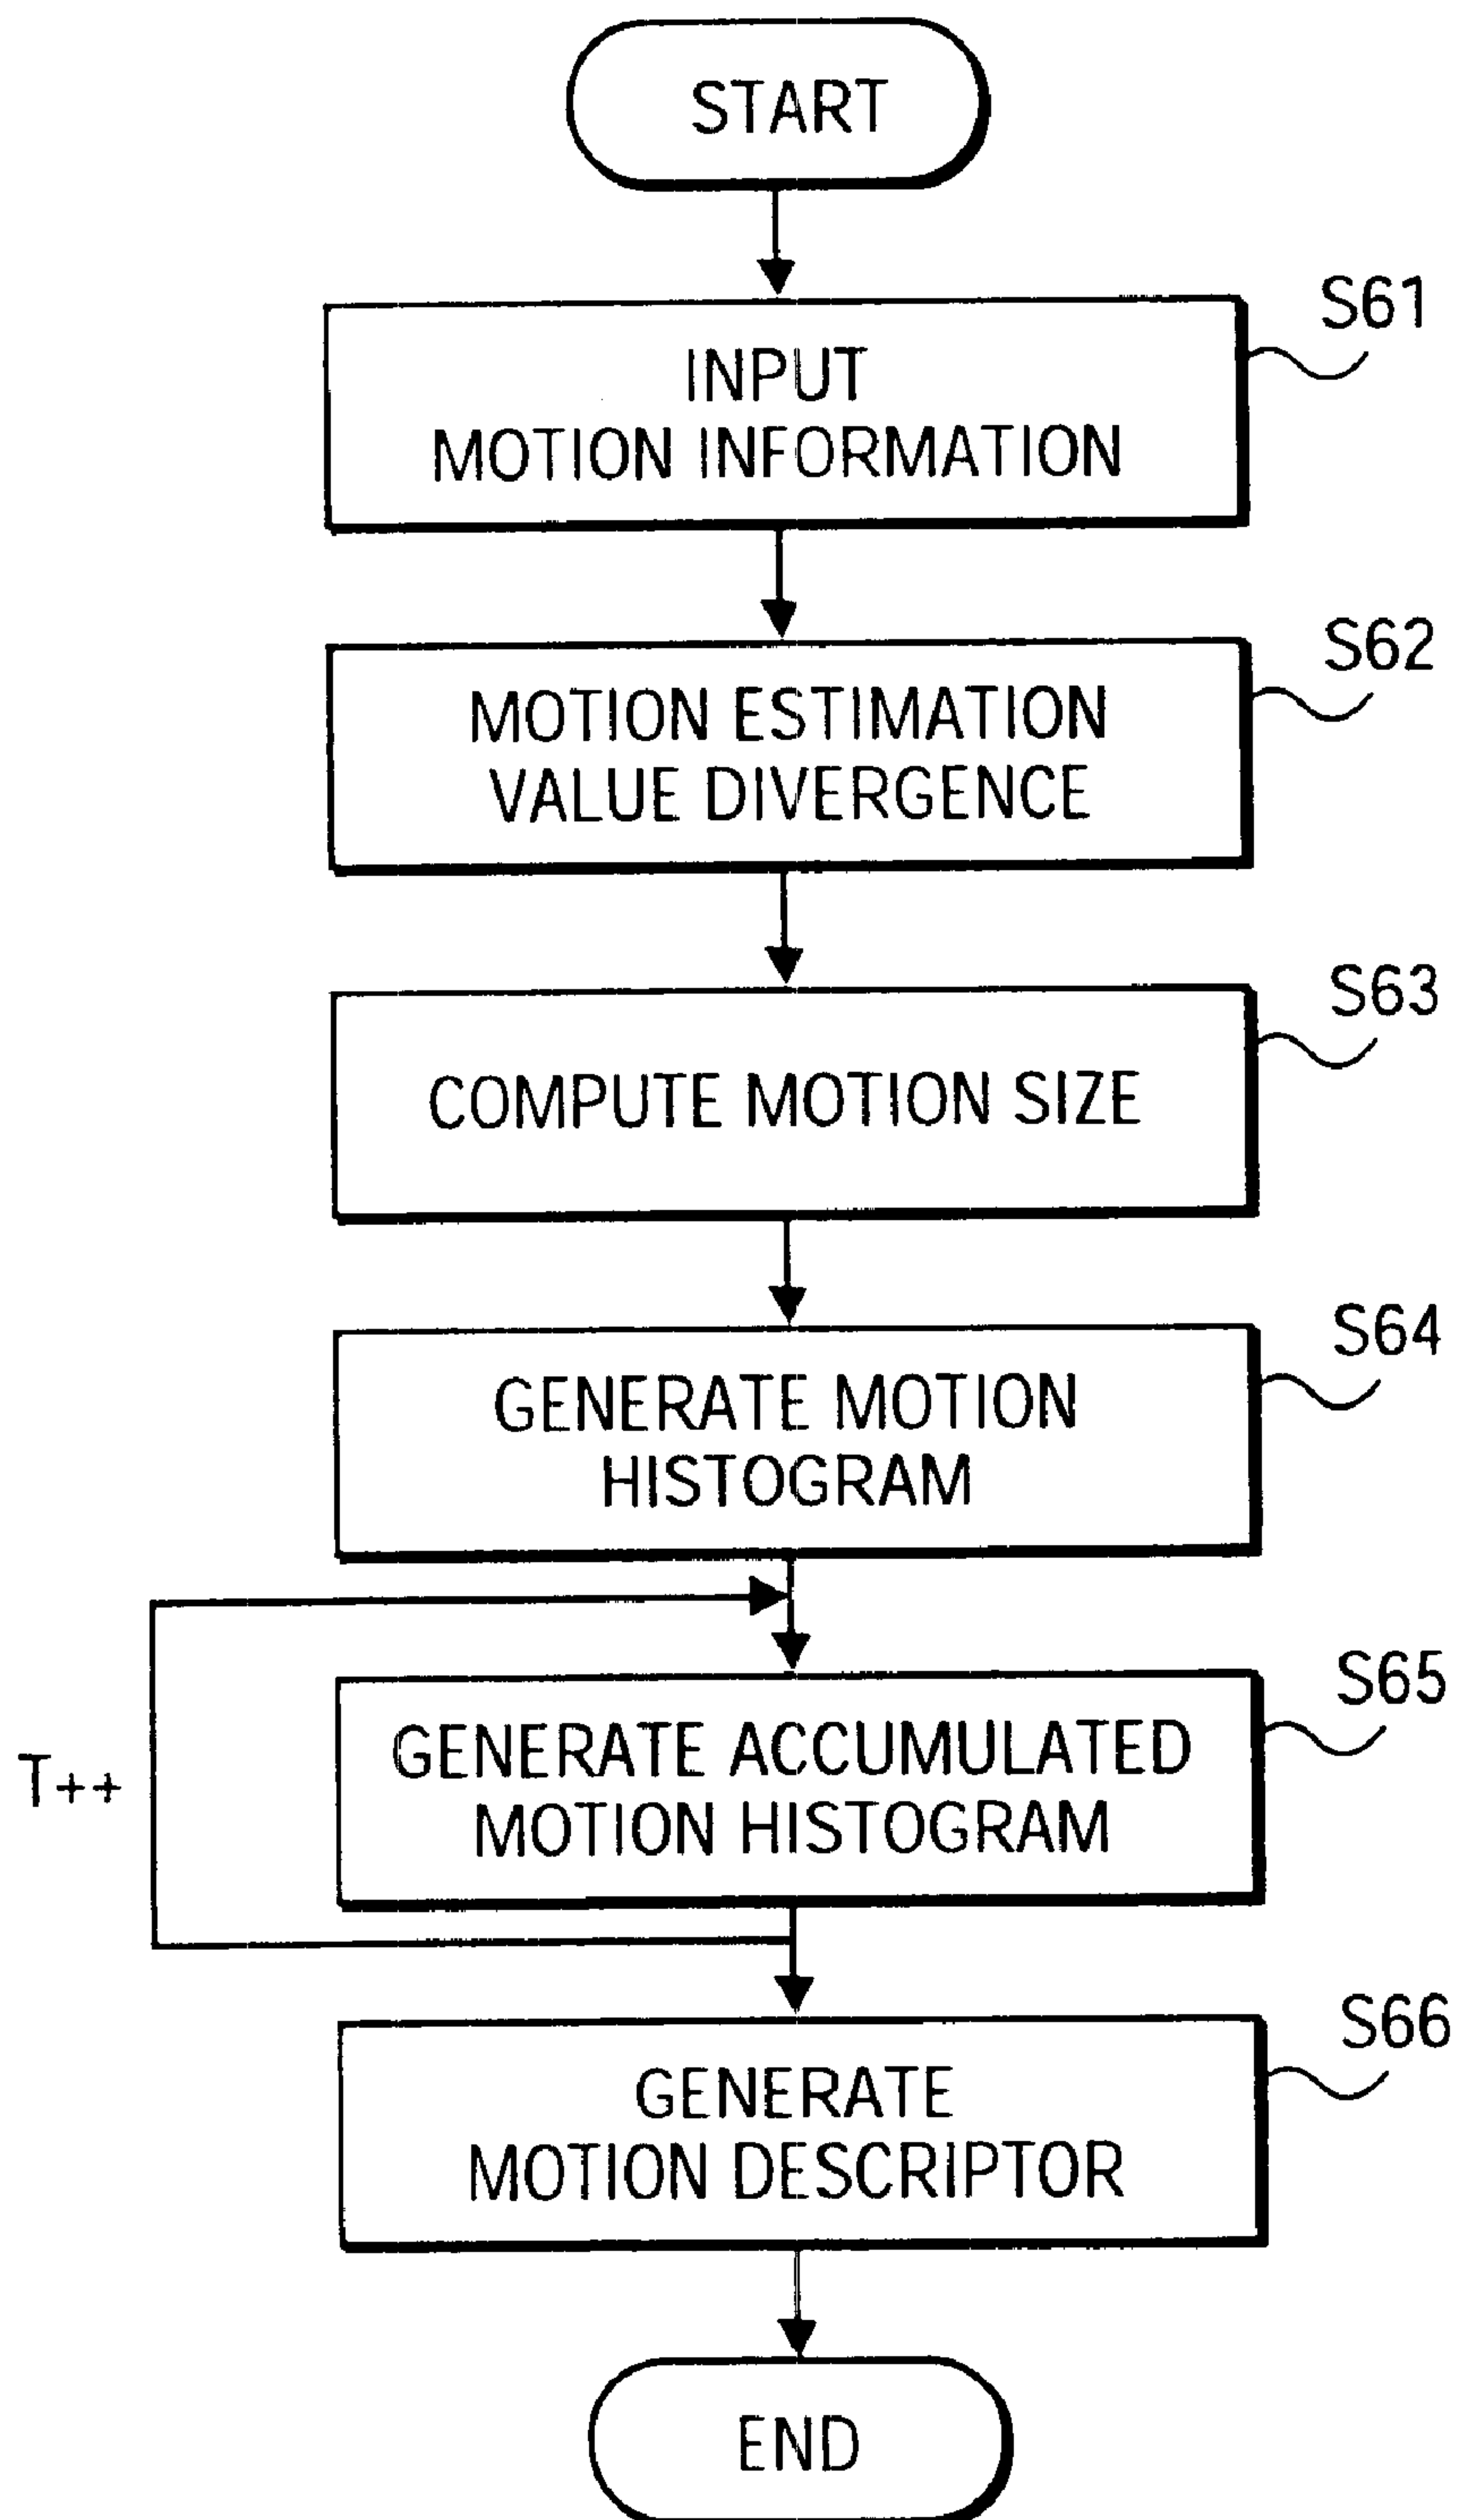 START
S61
INPUT
MOTION INFORMATION
S62
MOTION ESTIMATION
VALUE DIVERGENCE
S63
COMPUTE MOTION SIZE
S64
GENERATE MOTION
HISTOGRAM
S65
GENERATE ACCUMULATED
MOTION HISTOGRAM
T++
S66
GENERATE
MOTION DESCRIPTOR
END